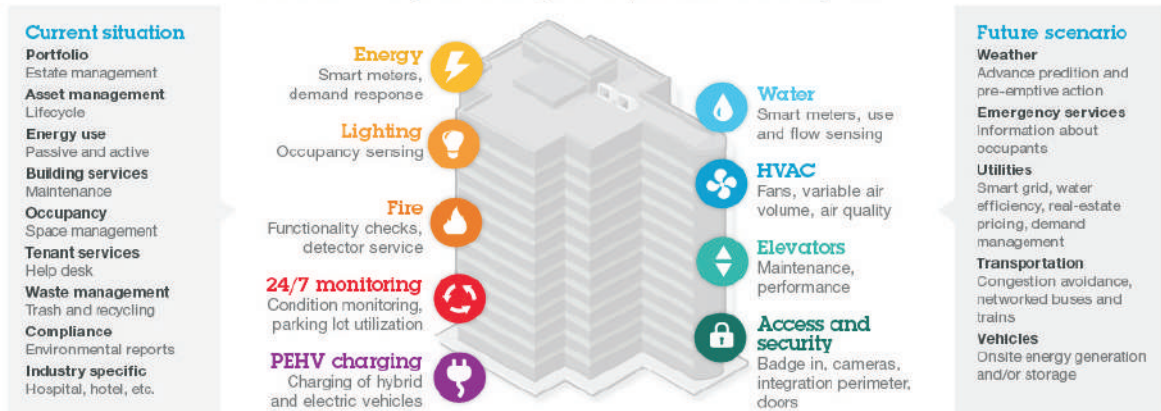 Current situation
Portfolio
Estate management
Asset management
Lifecycle
Energy use
Passive and active
Building services
Maintenance
Occupancy
Space management
Tenant services
Help desk
Waste management
Trash and recycling
Compliance
Environmental reports
Industry specific
Hospital, hotel, etc.
Energy
Smart meters,
demand response
Lighting
Occupancy sensing
Fire
Functionality checks,
detector service
24/7 monitoring
Condition monitoring,
parking lot utilization
PEHV charging
Charging of hybrid
and electric vehicles
Water
Smart meters, use
and flow sensing
HVAC
Fans, variable air
volume, air quality
Elevators
Maintenance,
performance
Access and
security
Badge in, cameras,
integration perimeter,
doors
Future scenario
Weather
Advance predition and
pre-emptive action
Emergency services
Information about
occupants
Utilities
Smart grid, water
efficiency, real-estate
pricing, demand
management
Transportation
Congestion avoidance,
networked buses and
trains
Vehicles
Onsite energy generation
and/or storage